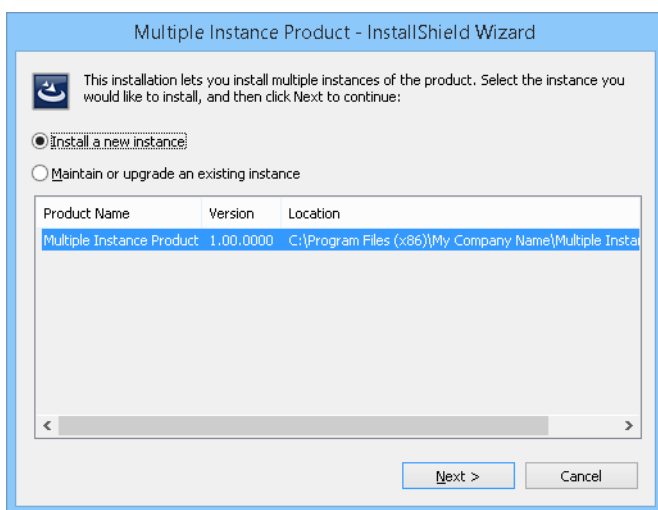 Multiple Instance Product - InstallShield Wizard
This installation lets you install multiple instances of the product. Select the instance you
would like to install, and then click Next to continue:
Install a new instance
Maintain or upgrade an existing instance
Product Name Version Location
Multiple Instance Product 1.00.0000 C:\Program Files (x86)\My Company Name\Multiple Instan
Next > Cancel